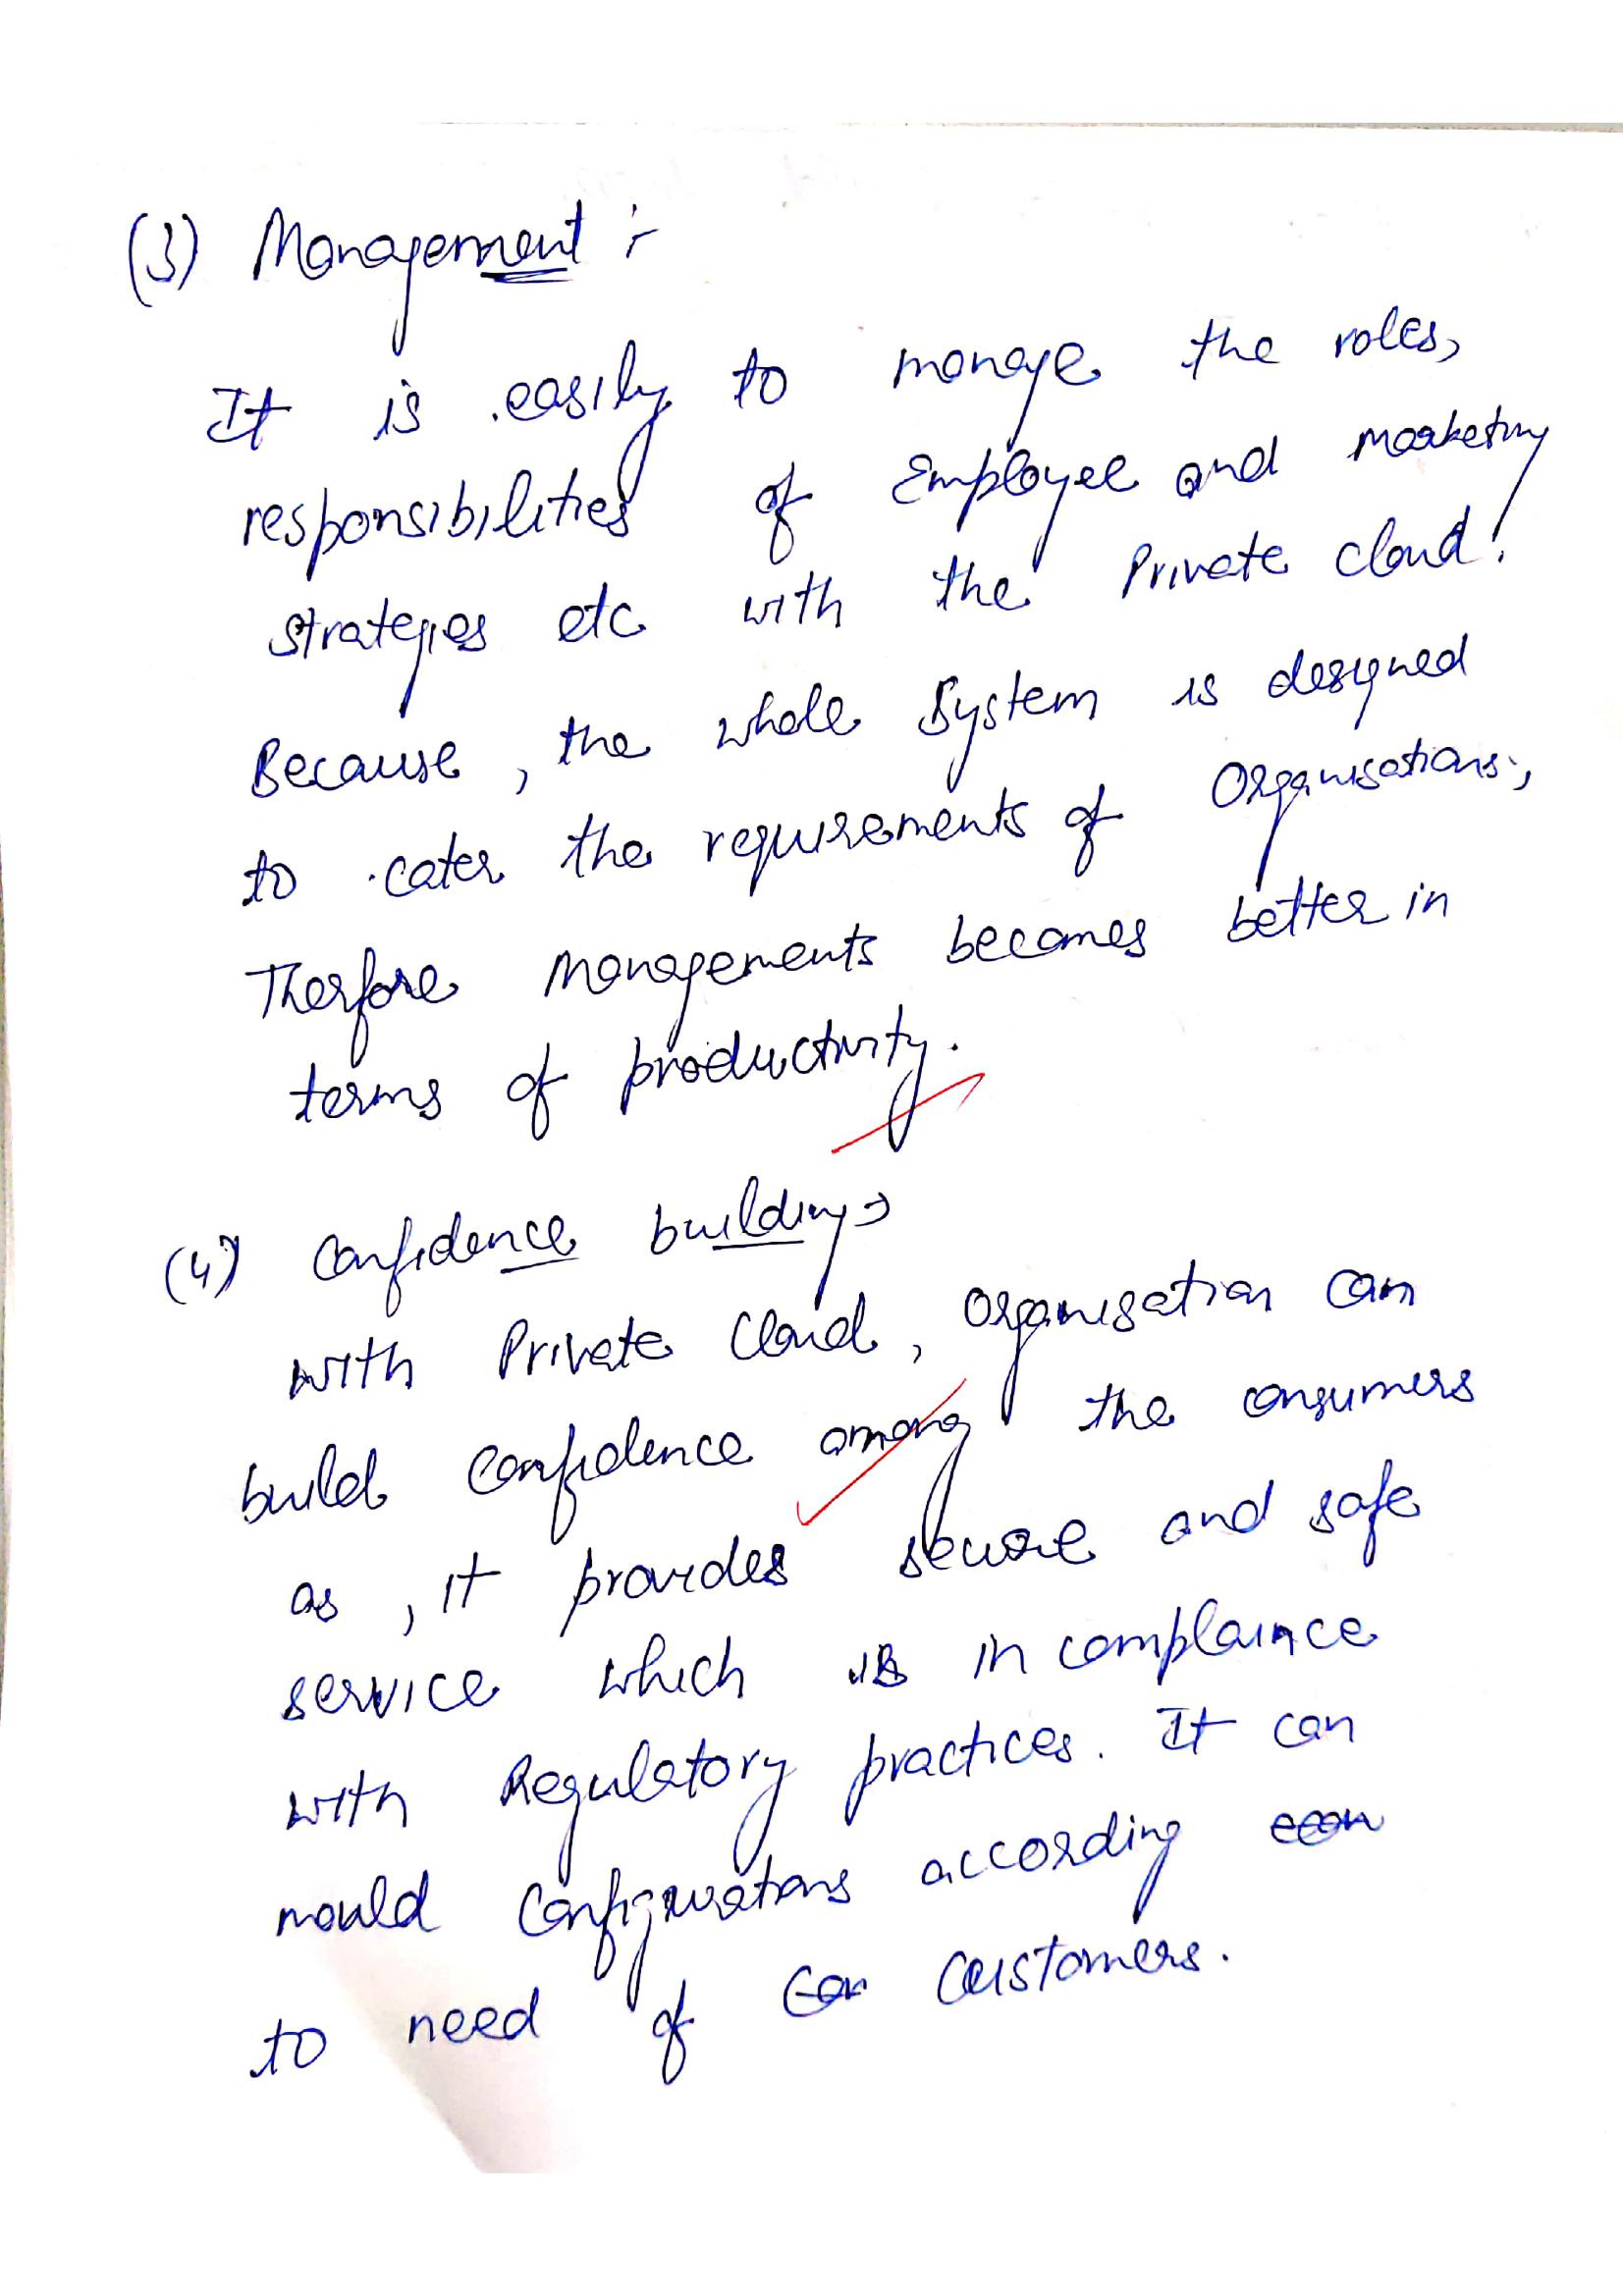 (3) Management :-
It is easily to manage the roles,
responsibilities of Employee and marketing
strategies etc with the Private cloud.
Because, the whole System is designed
to cater the requirements of Organisations,
Therfore Managements becomes better in
terms of productivity.
(4) Confidence building →
with Private Cloud, Organisation can
build Confidence among the consumers
as, it provides secure and safe
service which is in complaince
with Regulatory practices. It can
mould Configurations according
to need of Customers.